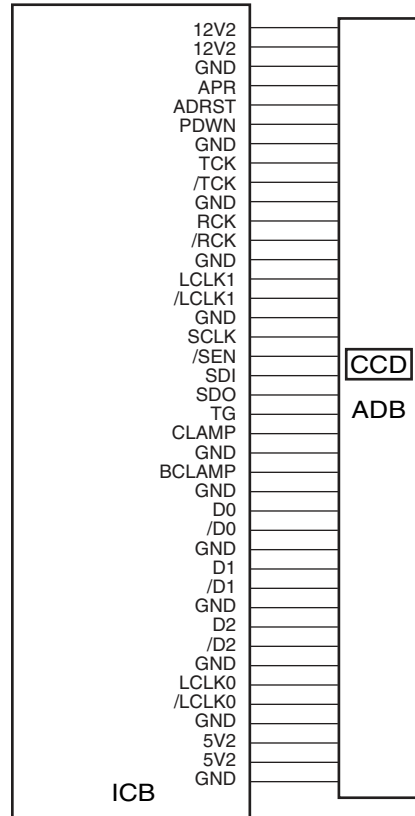 12V2
12V2
GND
APR
ADRST
PDWN
GND
TCK
/TCK
GND
RCK
/RCK
GND
LCLK1
/LCLK1
GND
SCLK
/SEN
SDI
SDO
TG
CLAMP
GND
BCLAMP
GND
D0
/D0
GND
D1
/D1
GND
D2
/D2
GND
LCLK0
/LCLK0
GND
5V2
5V2
GND
ICB
CCD
ADB